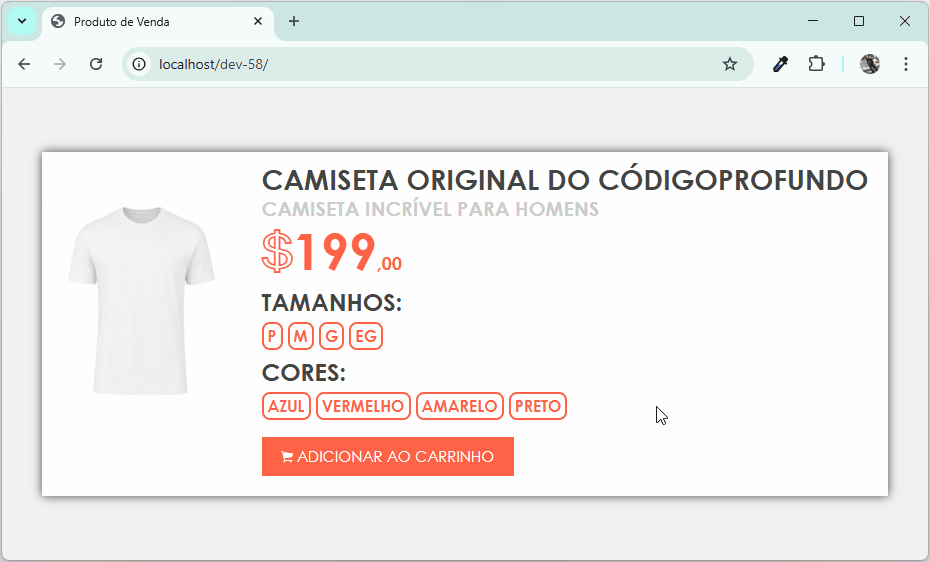 Produto de Venda
localhost/dev-58/
CAMISETA ORIGINAL DO CÓDIGOPROFUNDO
CAMISETA INCRÍVEL PARA HOMENS
$199,00
TAMANHOS:
P M G EG
CORES:
AZUL VERMELHO AMARELO PRETO
ADICIONAR AO CARRINHO